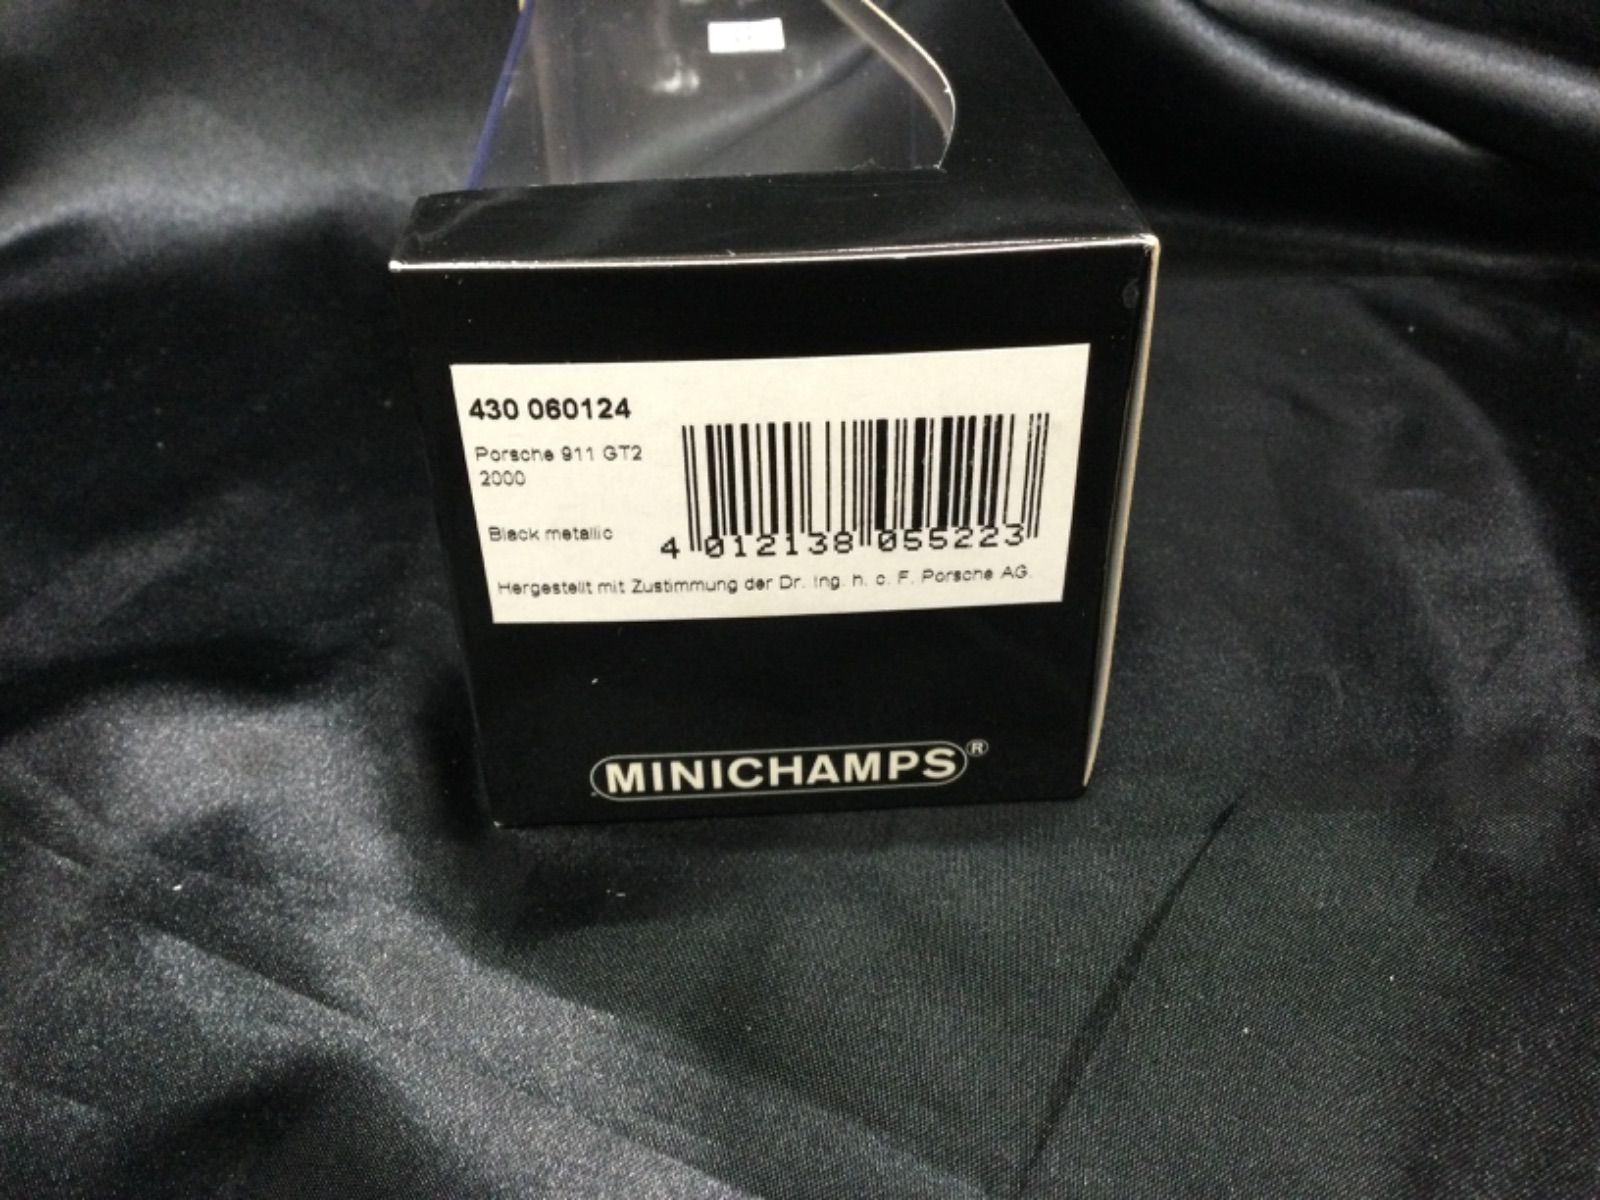 430 060124
Porsche 911 GT2
2000
Black metallic
4 012138 055223
Hergestellt mit Zustimmung der Dr. Ing. h. c. F. Porsche AG.
MINICHAMPS®